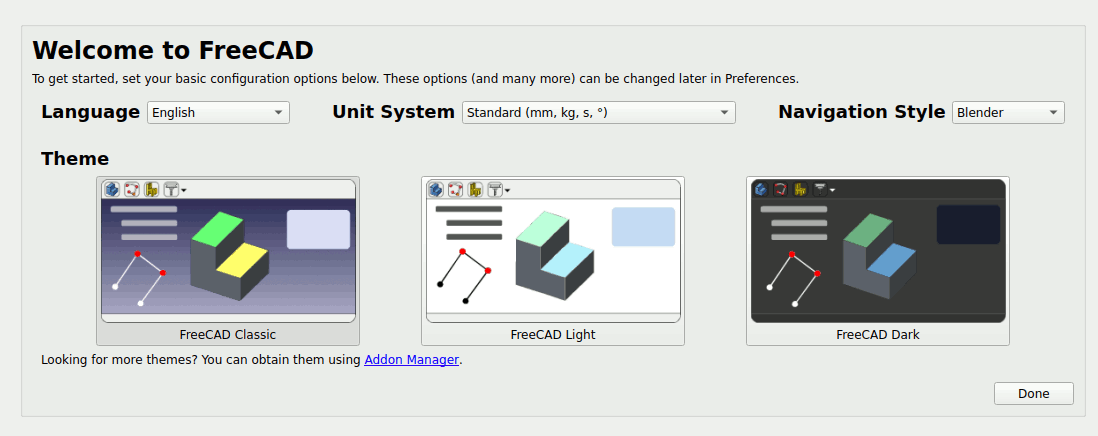 Welcome to FreeCAD
To get started, set your basic configuration options below. These options (and many more) can be changed later in Preferences.
Language English Unit System Standard (mm, kg, s, °) Navigation Style Blender
Theme
FreeCAD Classic FreeCAD Light FreeCAD Dark
Looking for more themes? You can obtain them using Addon Manager.
Done